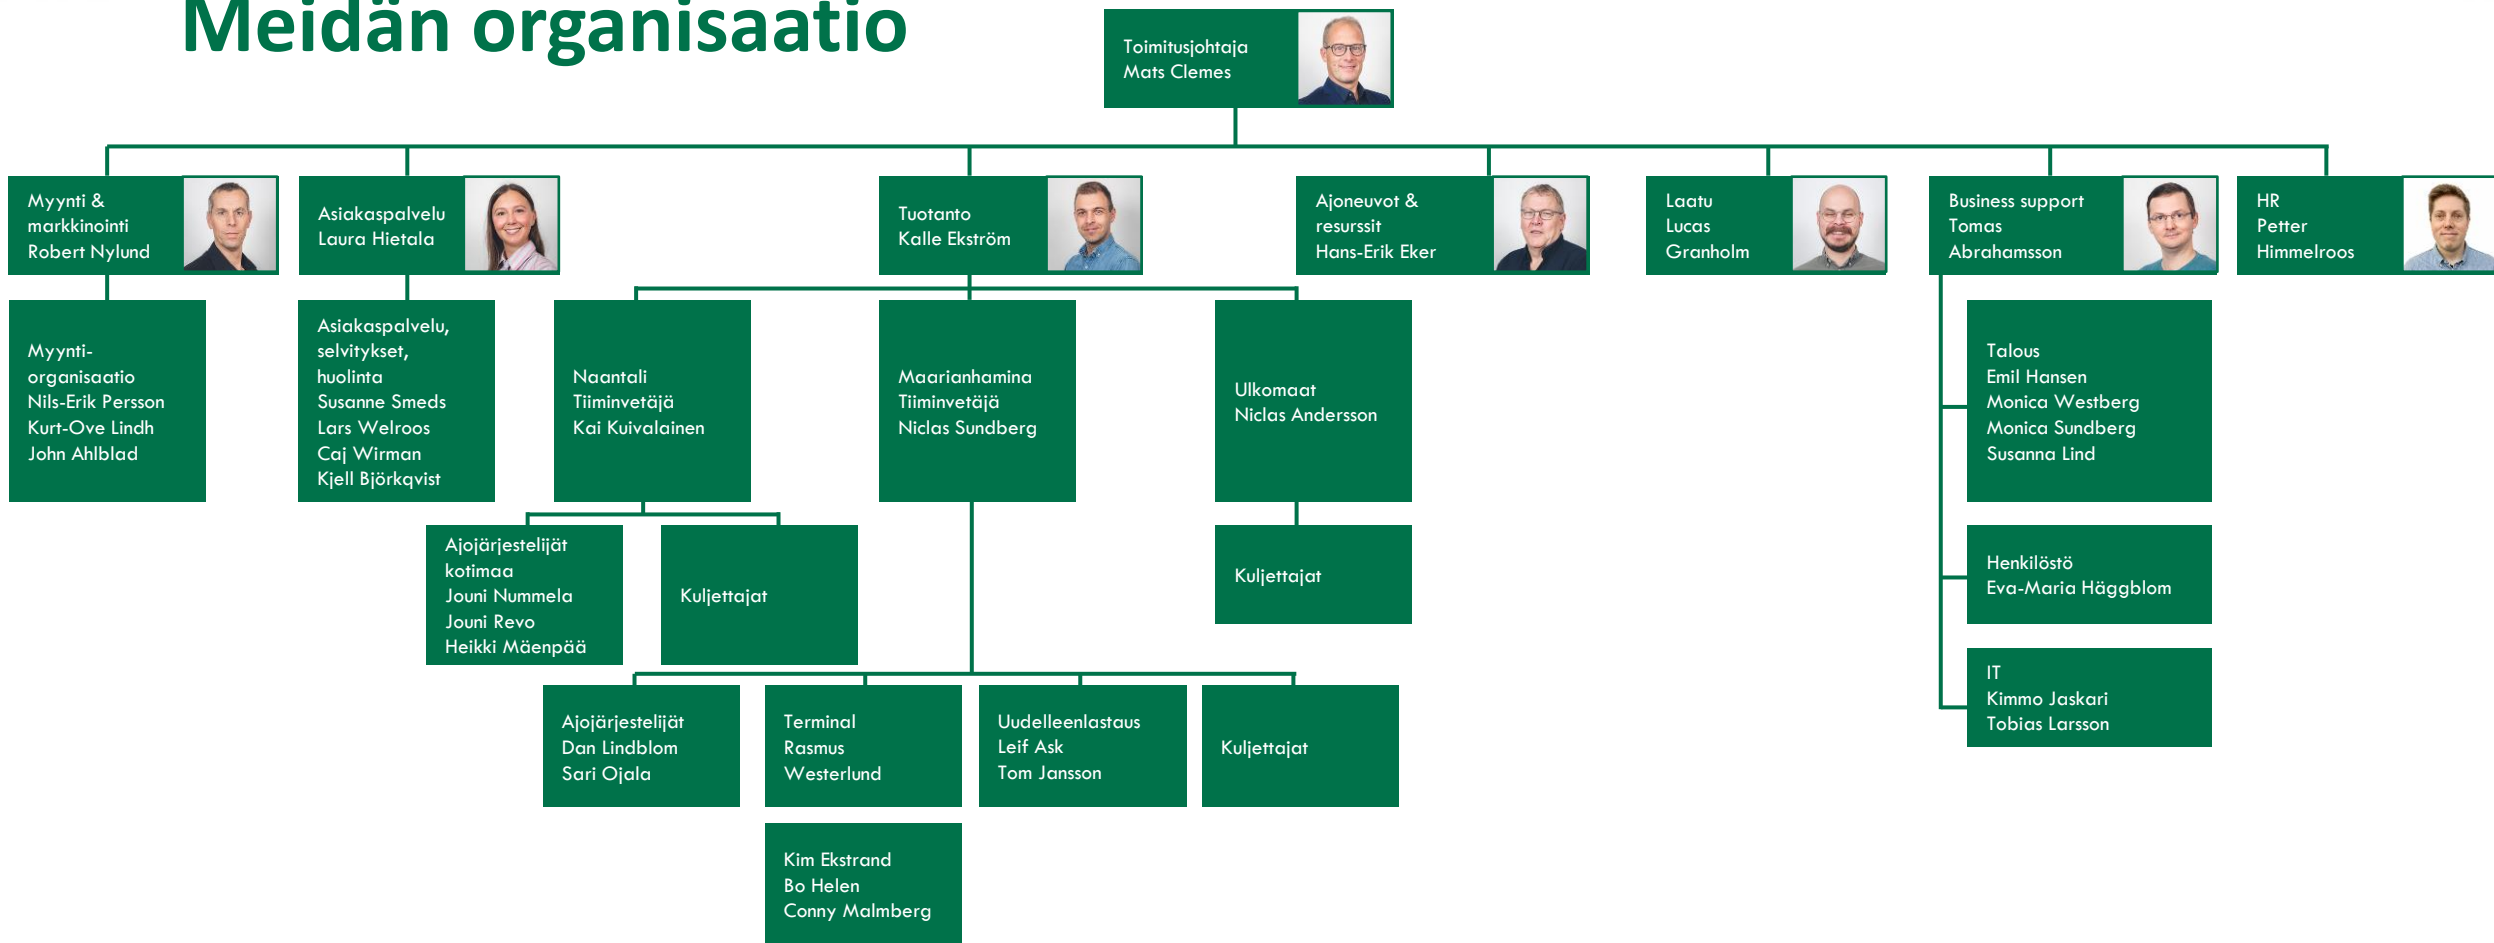 Meidän organisaatio
Toimitusjohtaja
Mats Clemes
Myynti &
markkinointi
Robert Nylund
Asiakaspalvelu
Laura Hietala
Tuotanto
Kalle Ekström
Ajoneuvot &
resurssit
Hans-Erik Eker
Laatu
Lucas
Granholm
Business support
Tomas
Abrahamsson
HR
Petter
Himmelroos
Myynti-
organisaatio
Nils-Erik Persson
Kurt-Ove Lindh
John Ahlblad
Asiakaspalvelu,
selvitykset,
huolinta
Susanne Smeds
Lars Welroos
Caj Wirman
Kjell Björkqvist
Naantali
Tiiminvetäjä
Kai Kuivalainen
Maarianhamina
Tiiminvetäjä
Niclas Sundberg
Ulkomaat
Niclas Andersson
Talous
Emil Hansen
Monica Westberg
Monica Sundberg
Susanna Lind
Ajojärjestelijät
kotimaa
Jouni Nummela
Jouni Revo
Heikki Mäenpää
Kuljettajat
Kuljettajat
Henkilöstö
Eva-Maria Häggblom
IT
Kimmo Jaskari
Tobias Larsson
Ajojärjestelijät
Dan Lindblom
Sari Ojala
Terminal
Rasmus
Westerlund
Uudelleenlastaus
Leif Ask
Tom Jansson
Kuljettajat
Kim Ekstrand
Bo Helen
Conny Malmberg